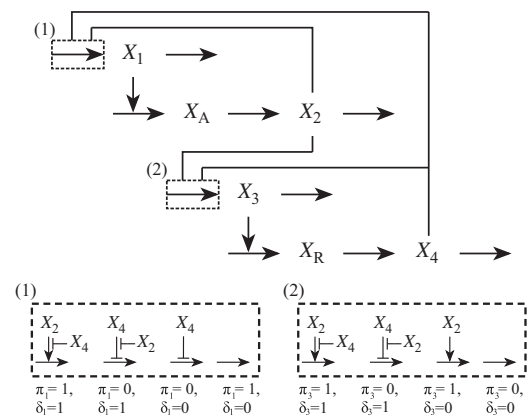 (1)
X₁
X_A X₂
(2)
X₃
X_R X₄
(1) (2)
X₂ X₄ X₄ X₂ X₄ X₂
X₄ X₂ X₄ X₂
π₁= 1, π₁= 0, π₁= 0, π₁= 1, π₃= 1, π₃= 0, π₃= 1, π₃= 0,
δ₁=1 δ₁=1 δ₁=0 δ₁=0 δ₃=1 δ₃=1 δ₃=0 δ₃=0